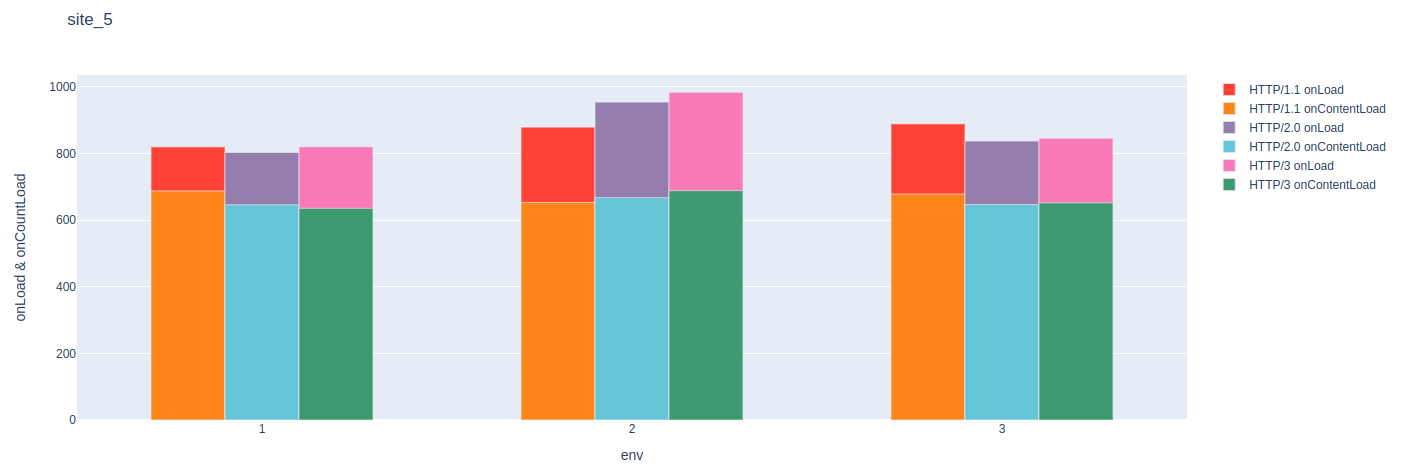 site_5
1000
800
600
400
200
0
onLoad & onCountLoad
1
2
3
env
HTTP/1.1 onLoad
HTTP/1.1 onContentLoad
HTTP/2.0 onLoad
HTTP/2.0 onContentLoad
HTTP/3 onLoad
HTTP/3 onContentLoad